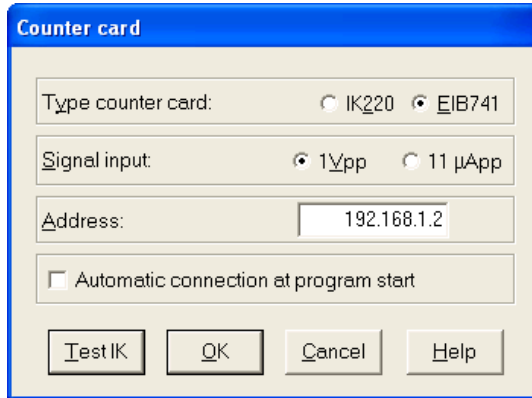 Counter card
Type counter card: IK220 EIB741
Signal input: 1Vpp 11 µApp
Address: 192.168.1.2
Automatic connection at program start
Test IK OK Cancel Help